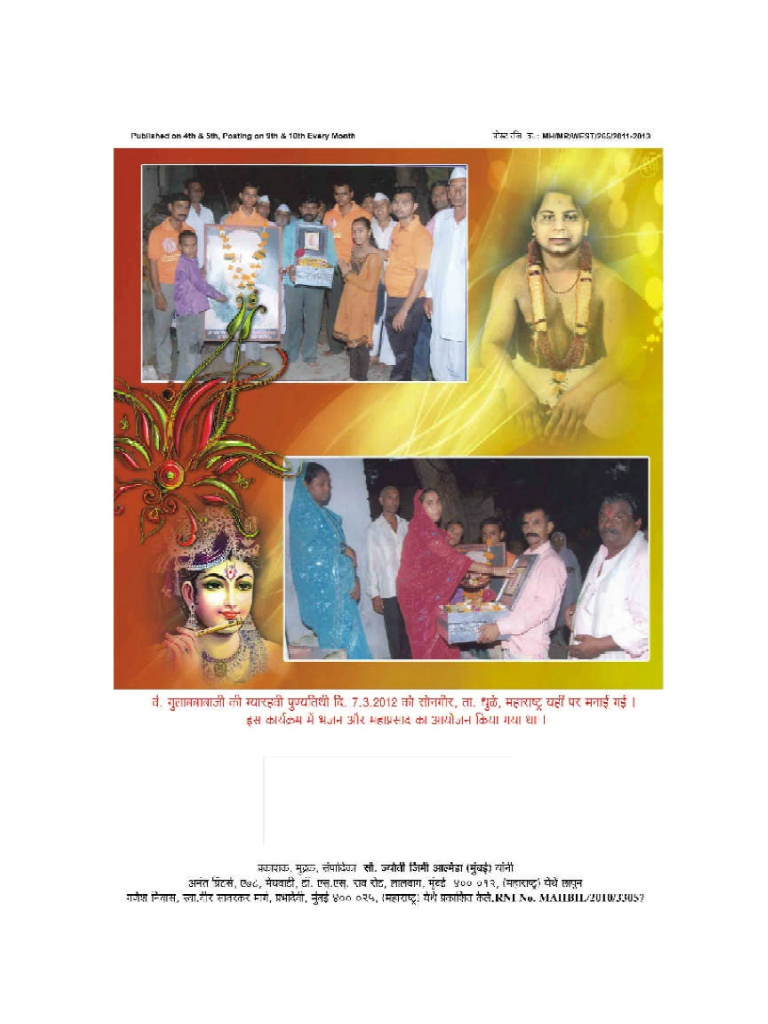 Published on 4th & 5th, Posting on 9th & 10th Every Month
पोस्ट रजि. क्र.: MH/MR/WEST/265/2011-2013
वै. गुलाबबाबाजी की ग्यारहवी पुण्यतिथी दि. 7.3.2012 को सोनगीर, ता. धुळे, महाराष्ट्र यहाँ पर मनाई गई ।
इस कार्यक्रम में भजन और महाप्रसाद का आयोजन किया गया था ।
प्रकाशक, मुद्रक, संपादिका सौ. ज्योती जिमी आल्मेडा (मुंबई) यांनी
अनंत प्रिंटर्स, ए७८, मेघवाडी, डॉ. एस.एस. राव रोड, लालबाग, मुंबई ४०० ०१२, (महाराष्ट्र) येथे छापून
गणेश निवास, स्वा.वीर सावरकर मार्ग, प्रभादेवी, मुंबई ४०० ०२५, (महाराष्ट्र) येथे प्रकाशित केले.RNI No. MAHBIL/2010/33057